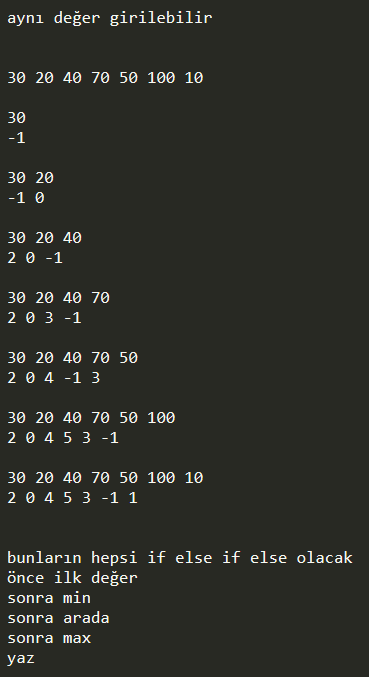 aynı değer girilebilir
30 20 40 70 50 100 10
30
-1
30 20
-1 0
30 20 40
2 0 -1
30 20 40 70
2 0 3 -1
30 20 40 70 50
2 0 4 -1 3
30 20 40 70 50 100
2 0 4 5 3 -1
30 20 40 70 50 100 10
2 0 4 5 3 -1 1
bunların hepsi if else if else olacak
önce ilk değer
sonra min
sonra arada
sonra max
yaz